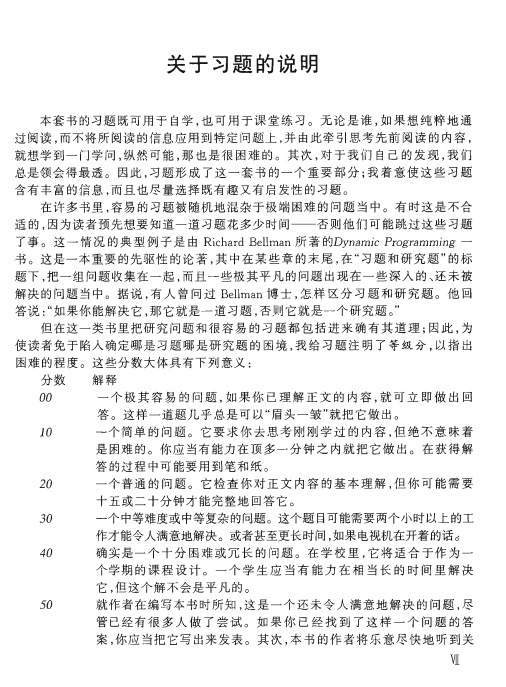 关于习题的说明
本套书的习题既可用于自学,也可用于课堂练习。无论是谁,如果想纯粹地通
过阅读,而不将所阅读的信息应用到特定问题上,并由此牵引思考先前阅读的内容,
就想学到一门学问,纵然可能,那也是很困难的。其次,对于我们自己的发现,我们
总是领会得最透。因此,习题形成了这一套书的一个重要部分;我着意使这些习题
含有丰富的信息,而且也尽量选择既有趣又有启发性的习题。
在许多书里,容易的习题被随机地混杂于极端困难的问题当中。有时这是不合
适的,因为读者预先想要知道一道习题花多少时间——否则他们可能跳过这些习题
了事。这一情况的典型例子是由 Richard Bellman 所著的Dynamic Programming 一
书。这是一本重要的先驱性的论著,其中在某些章的末尾,在“习题和研究题”的标
题下,把一组问题收集在一起,而且一些极其平凡的问题出现在一些深入的、还未被
解决的问题当中。据说,有人曾问过 Bellman 博士,怎样区分习题和研究题。他回
答说:“如果你能解决它,那它就是一道习题,否则它就是一个研究题。”
但在这一类书里把研究问题和很容易的习题都包括进来确有其道理;因此,为
使读者免于陷入确定哪是习题哪是研究题的困境,我给习题注明了等级分,以指出
困难的程度。这些分数大体具有下列意义:
分数 解释
00 一个极其容易的问题,如果你已理解正文的内容,就可立即做出回
答。这样一道题几乎总是可以“眉头一皱”就把它做出。
10 一个简单的问题。它要求你去思考刚刚学过的内容,但绝不意味着
是困难的。你应当有能力在顶多一分钟之内就把它做出。在获得解
答的过程中可能要用到笔和纸。
20 一个普通的问题。它检查你对正文内容的基本理解,但你可能需要
十五或二十分钟才能完整地回答它。
30 一个中等难度或中等复杂的问题。这个题目可能需要两个小时以上的工
作才能令人满意地解决。或者甚至更长时间,如果电视机在开着的话。
40 确实是一个十分困难或冗长的问题。在学校里,它将适合于作为一
个学期的课程设计。一个学生应当有能力在相当长的时间里解决
它,但这个解不会是平凡的。
50 就作者在编写本书时所知,这是一个还未令人满意地解决的问题,尽
管已经有很多人做了尝试。如果你已经找到了这样一个问题的答
案,你应当把它写出来发表。其次,本书的作者将乐意尽快地听到关
Ⅶ